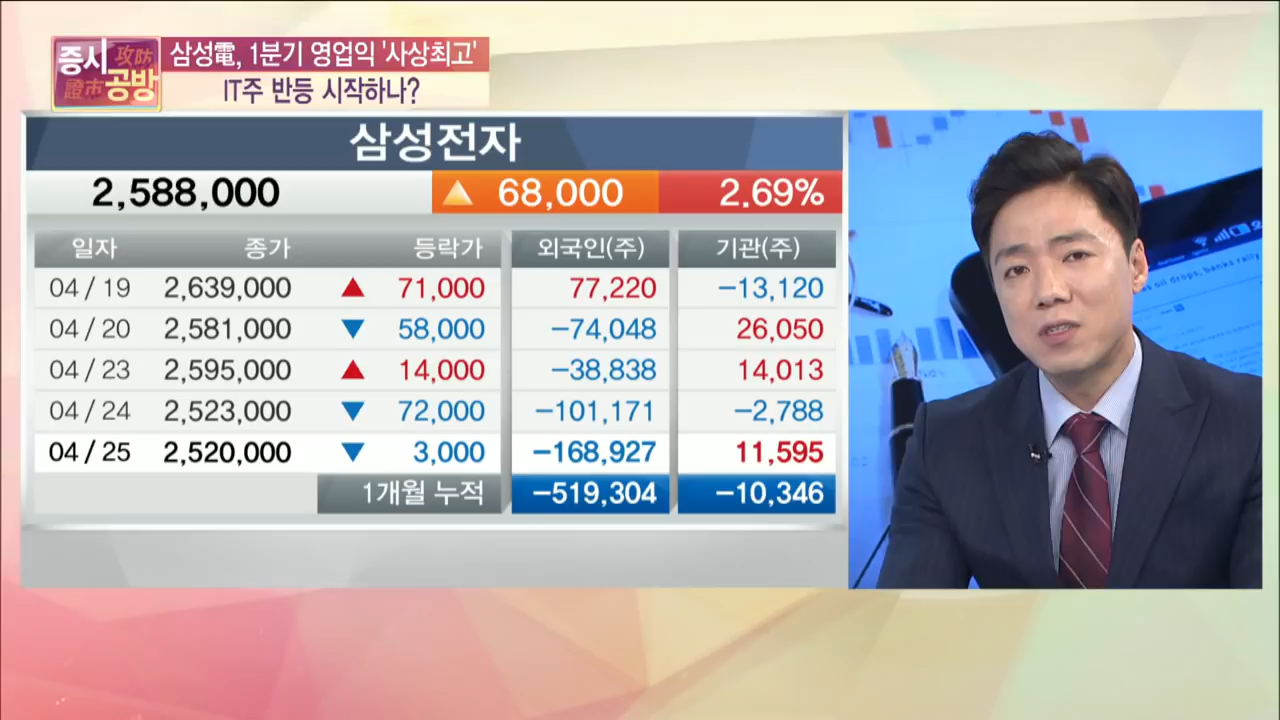 증시 攻防
證市 공방
삼성電, 1분기 영업익 '사상최고'
IT주 반등 시작하나?
삼성전자
2,588,000 ▲ 68,000 2.69%
일자 종가 등락가 외국인(주) 기관(주)
04 / 19 2,639,000 ▲ 71,000 77,220 −13,120
04 / 20 2,581,000 ▼ 58,000 −74,048 26,050
04 / 23 2,595,000 ▲ 14,000 −38,838 14,013
04 / 24 2,523,000 ▼ 72,000 −101,171 −2,788
04 / 25 2,520,000 ▼ 3,000 −168,927 11,595
1개월 누적 −519,304 −10,346
oil drops, banks rally